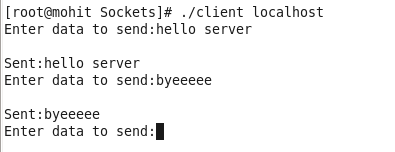 [root@mohit Sockets]# ./client localhost
Enter data to send:hello server
Sent:hello server
Enter data to send:byeeeee
Sent:byeeeee
Enter data to send: